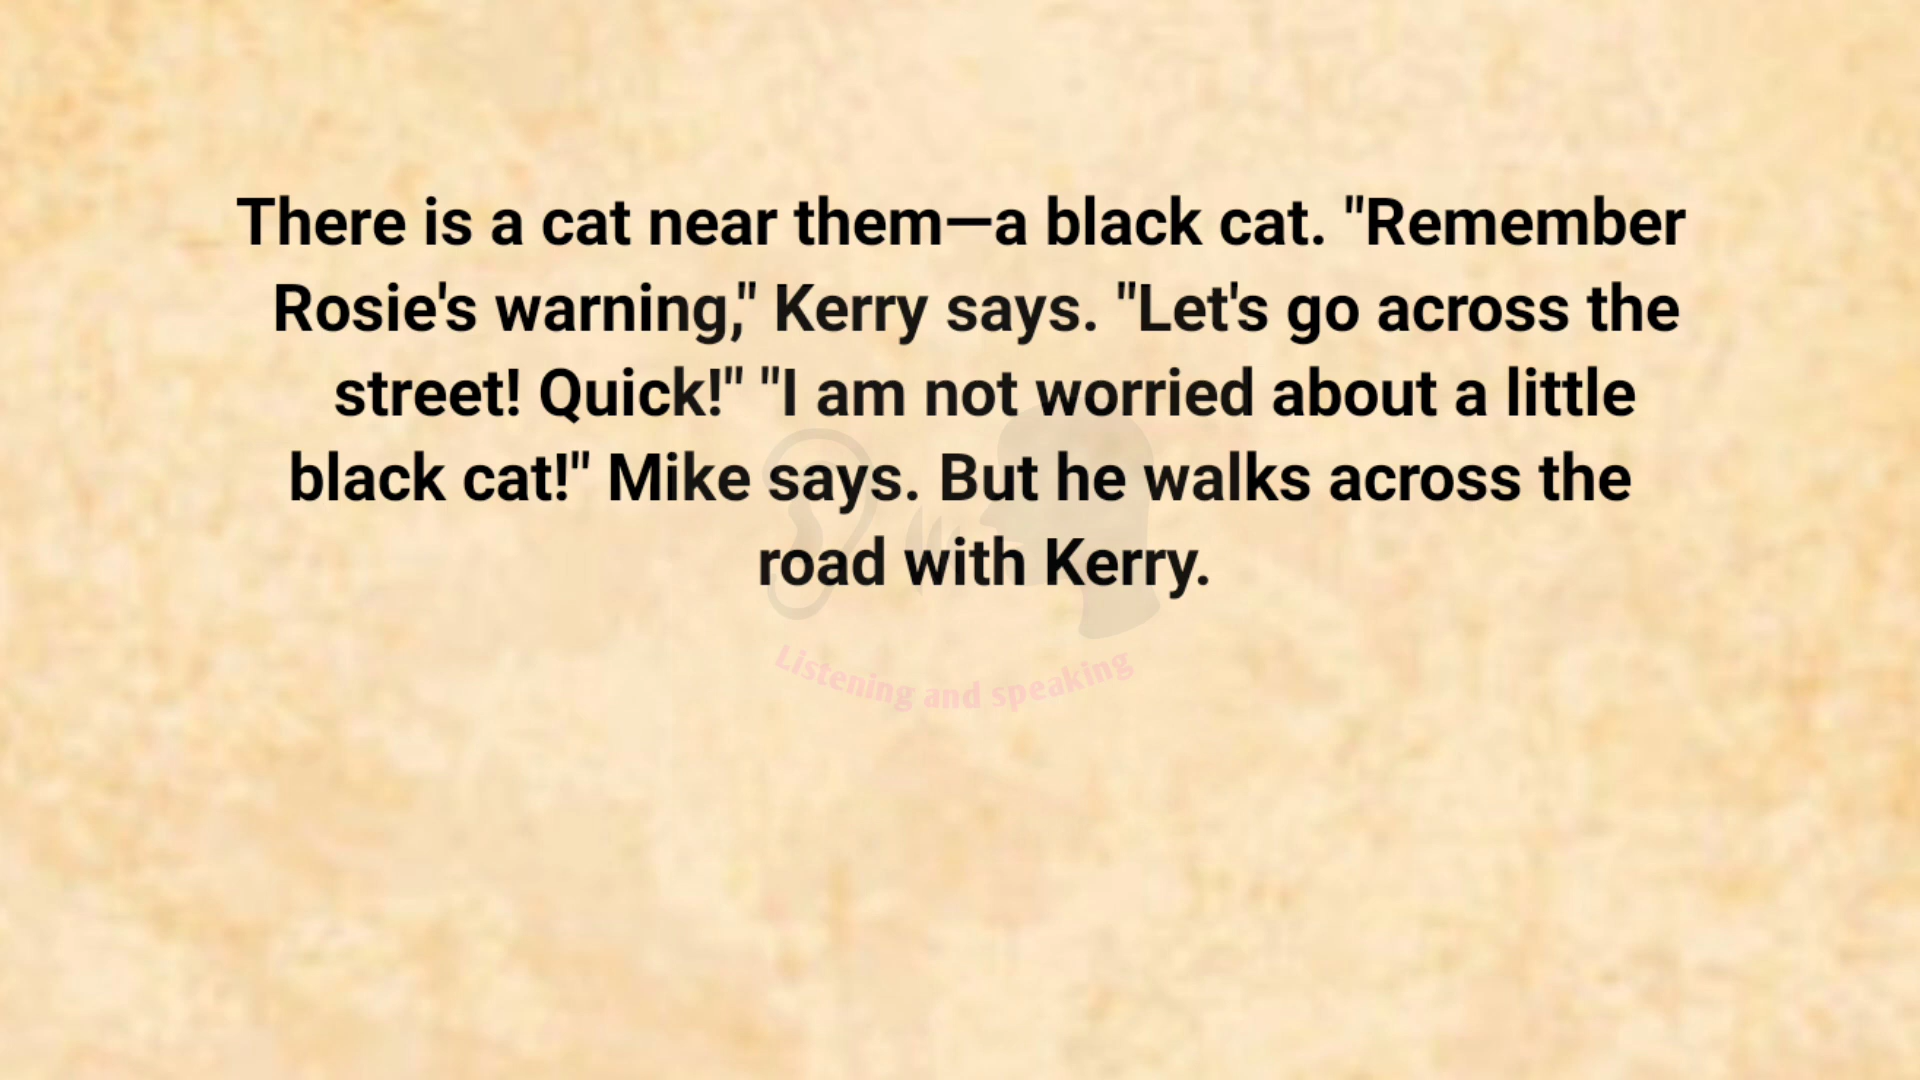 There is a cat near them—a black cat. "Remember
Rosie's warning," Kerry says. "Let's go across the
street! Quick!" "I am not worried about a little
black cat!" Mike says. But he walks across the
road with Kerry.
Listening and speaking